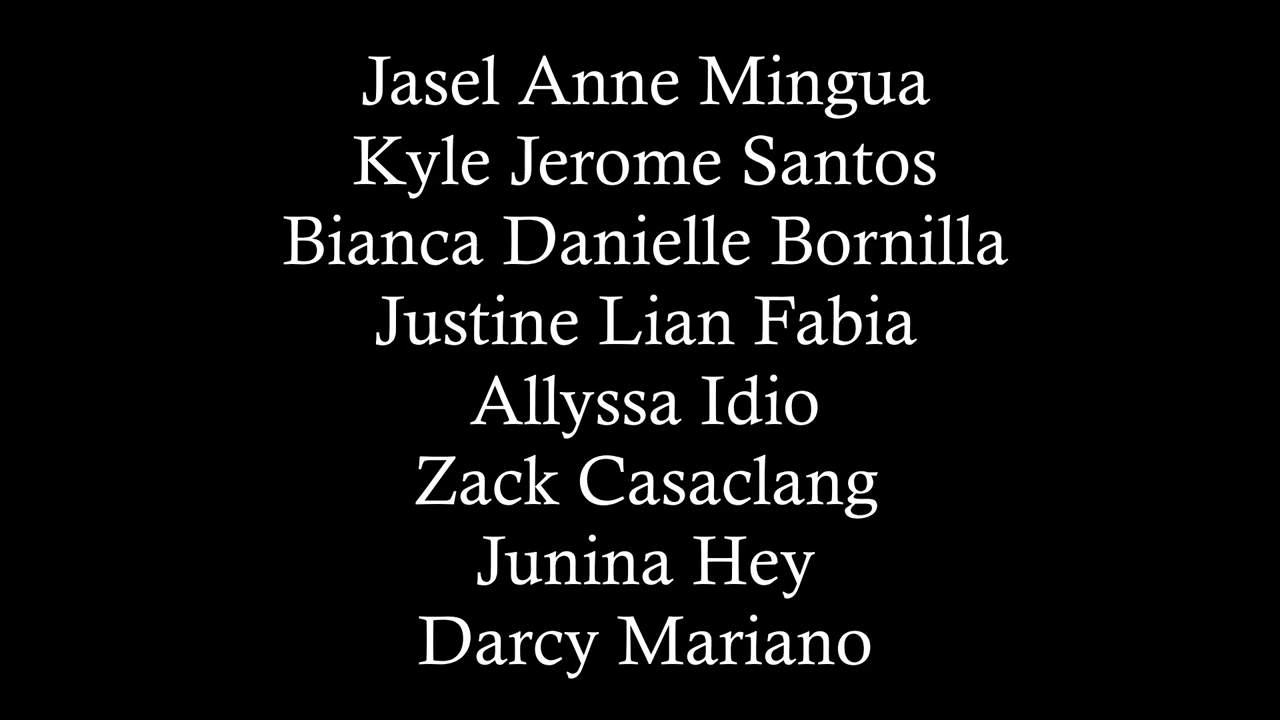 Jasel Anne Mingua
Kyle Jerome Santos
Bianca Danielle Bornilla
Justine Lian Fabia
Allyssa Idio
Zack Casaclang
Junina Hey
Darcy Mariano